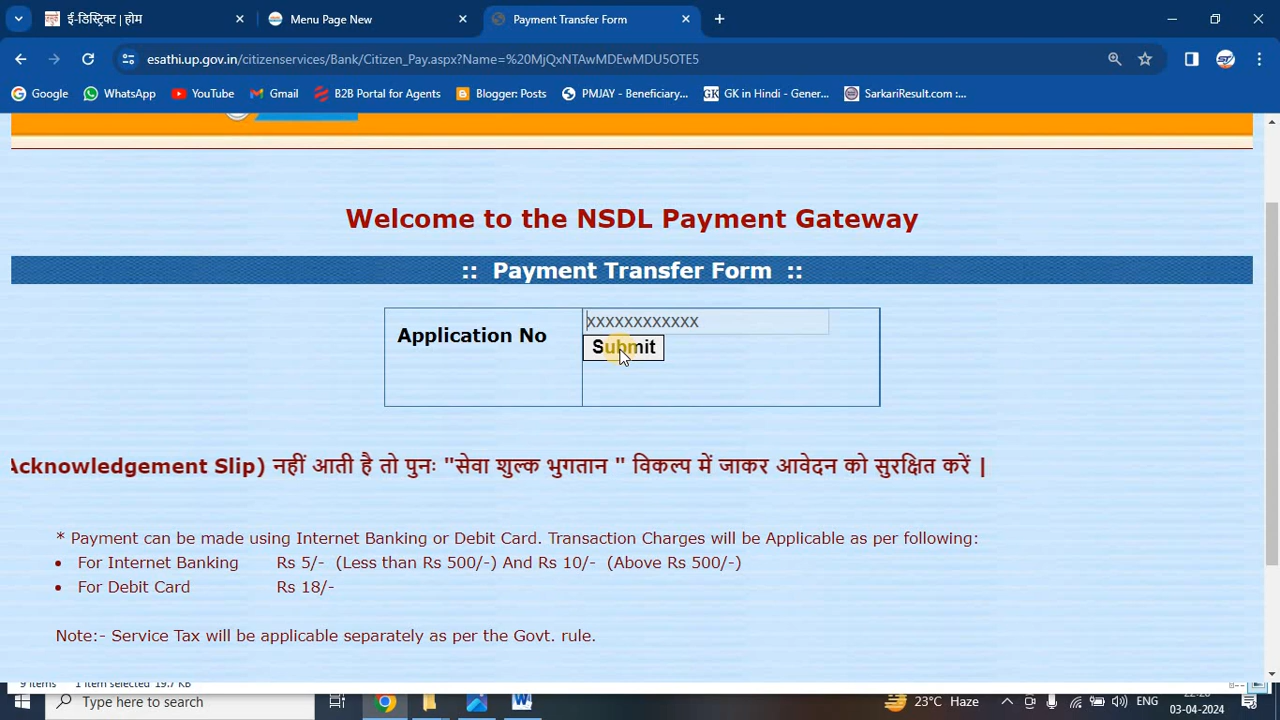 ई-डिस्ट्रिक्ट | होम
Menu Page New
Payment Transfer Form
esathi.up.gov.in/citizenservices/Bank/Citizen_Pay.aspx?Name=%20MjQxNTAwMDEwMDU5OTE5
Google
WhatsApp
YouTube
Gmail
B2B Portal for Agents
Blogger: Posts
PMJAY - Beneficiary...
GK in Hindi - Gener...
SarkariResult.com :...
Welcome to the NSDL Payment Gateway
:: Payment Transfer Form ::
Application No
xxxxxxxxxxxx
Submit
Acknowledgement Slip) नहीं आती है तो पुनः "सेवा शुल्क भुगतान " विकल्प में जाकर आवेदन को सुरक्षित करें |
* Payment can be made using Internet Banking or Debit Card. Transaction Charges will be Applicable as per following:
• For Internet Banking Rs 5/- (Less than Rs 500/-) And Rs 10/- (Above Rs 500/-)
• For Debit Card Rs 18/-
Note:- Service Tax will be applicable separately as per the Govt. rule.
9 items 1 item selected 19.7 KB
Type here to search
23°C Haze
ENG
03-04-2024